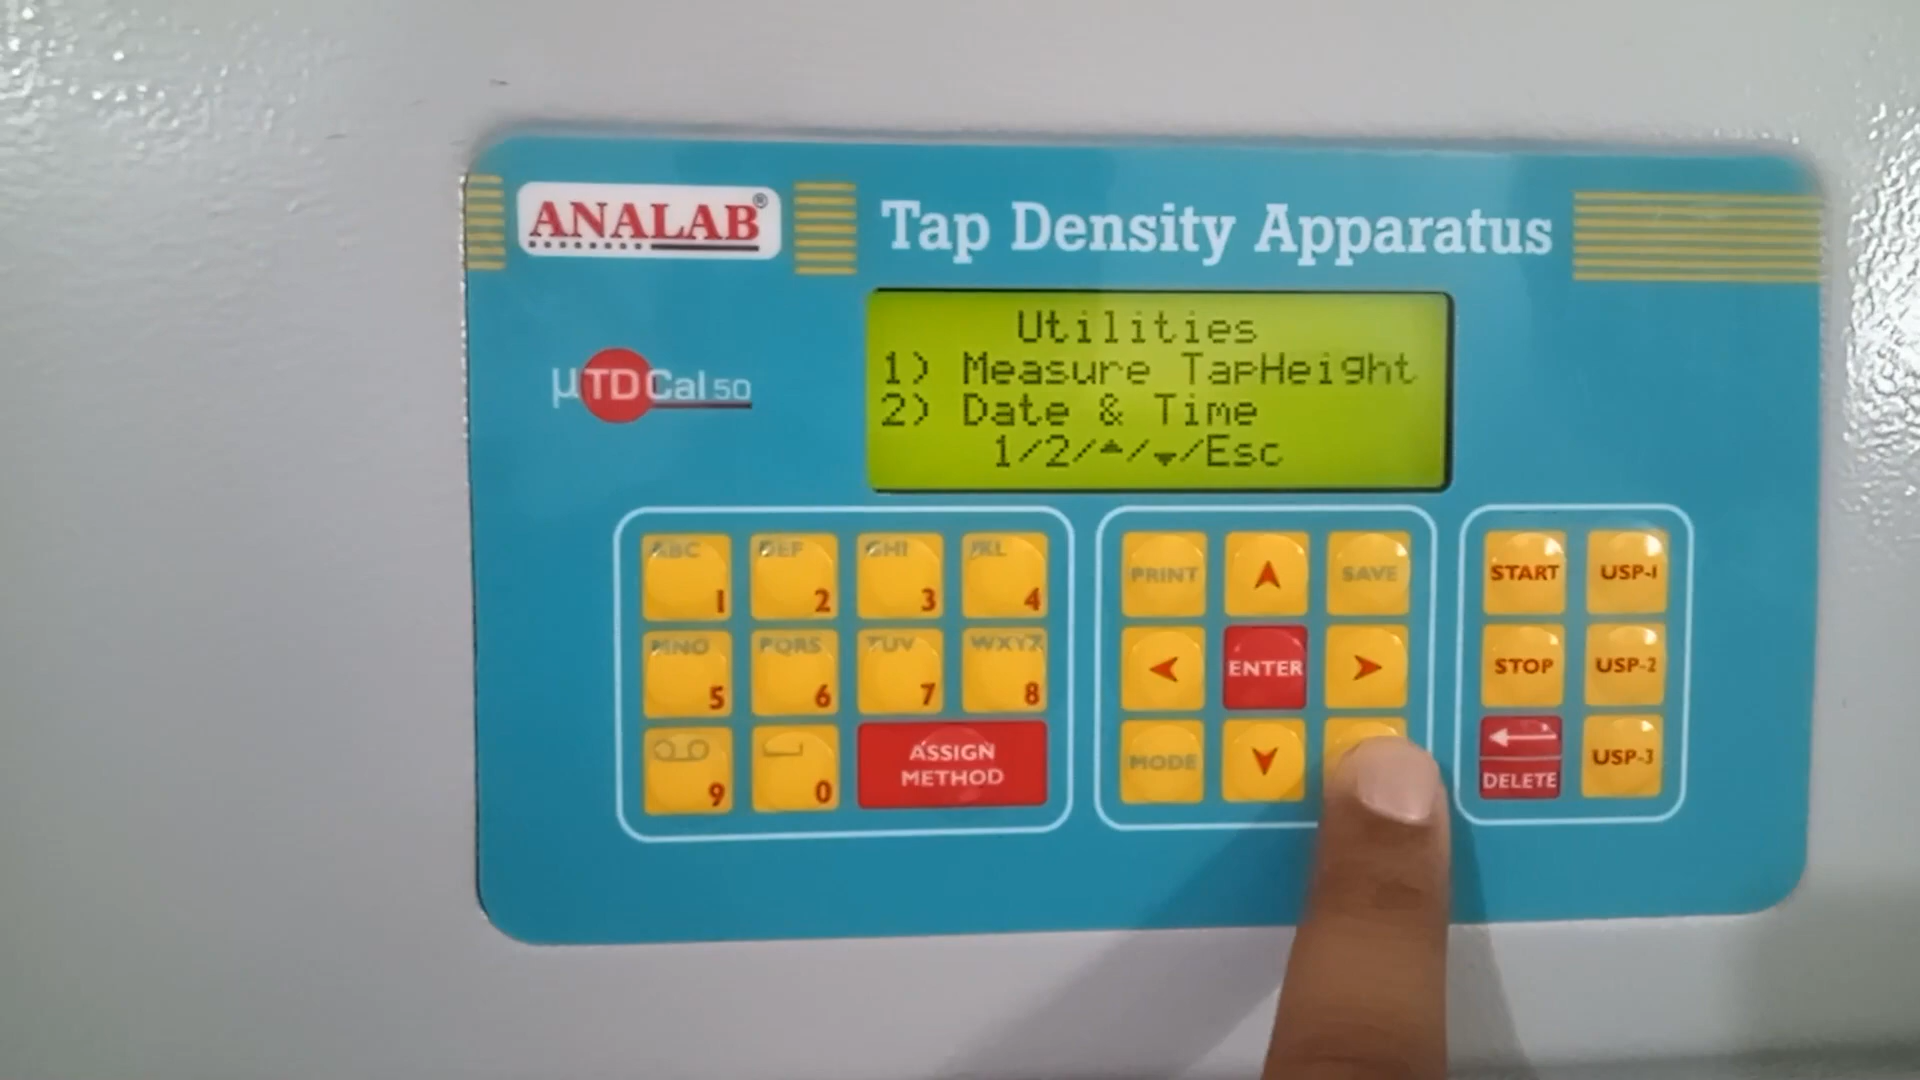 ANALAB®
Tap Density Apparatus
µTDCal 50
Utilities
1) Measure TapHeight
2) Date & Time
1/2/▲/▼/Esc
ABC 1
DEF 2
GHI 3
JKL 4
MNO 5
PQRS 6
TUV 7
WXYZ 8
9
0
ASSIGN
METHOD
PRINT
SAVE
ENTER
MODE
START
USP-1
STOP
USP-2
DELETE
USP-3